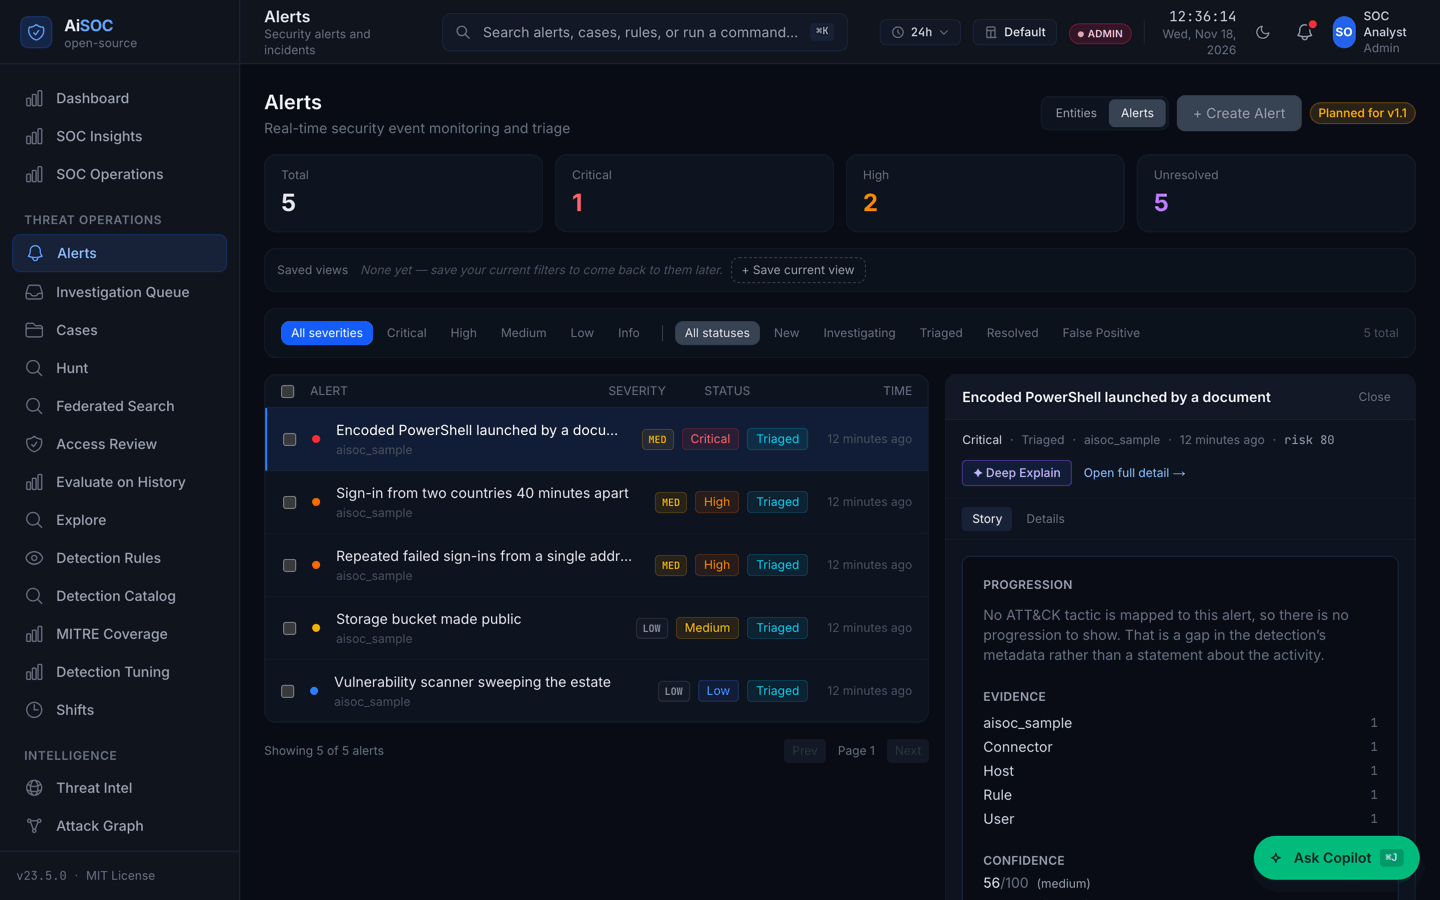 AiSOC
open-source
Dashboard
SOC Insights
SOC Operations
THREAT OPERATIONS
Alerts
Investigation Queue
Cases
Hunt
Federated Search
Access Review
Evaluate on History
Explore
Detection Rules
Detection Catalog
MITRE Coverage
Detection Tuning
Shifts
INTELLIGENCE
Threat Intel
Attack Graph
v23.5.0 · MIT License
Alerts
Security alerts and
incidents
Search alerts, cases, rules, or run a command... ⌘K
24h
Default
ADMIN
12:36:14
Wed, Nov 18,
2026
SO
SOC
Analyst
Admin
Alerts
Real-time security event monitoring and triage
Entities Alerts + Create Alert Planned for v1.1
Total
5
Critical
1
High
2
Unresolved
5
Saved views None yet — save your current filters to come back to them later. + Save current view
All severities Critical High Medium Low Info All statuses New Investigating Triaged Resolved False Positive 5 total
ALERT SEVERITY STATUS TIME
Encoded PowerShell launched by a docu... MED Critical Triaged 12 minutes ago
aisoc_sample
Sign-in from two countries 40 minutes apart MED High Triaged 12 minutes ago
aisoc_sample
Repeated failed sign-ins from a single addr... MED High Triaged 12 minutes ago
aisoc_sample
Storage bucket made public LOW Medium Triaged 12 minutes ago
aisoc_sample
Vulnerability scanner sweeping the estate LOW Low Triaged 12 minutes ago
aisoc_sample
Showing 5 of 5 alerts Prev Page 1 Next
Encoded PowerShell launched by a document Close
Critical · Triaged · aisoc_sample · 12 minutes ago · risk 80
✦ Deep Explain Open full detail →
Story Details
PROGRESSION
No ATT&CK tactic is mapped to this alert, so there is no
progression to show. That is a gap in the detection's
metadata rather than a statement about the activity.
EVIDENCE
aisoc_sample 1
Connector 1
Host 1
Rule 1
User 1
CONFIDENCE
56/100 (medium)
Ask Copilot ⌘J